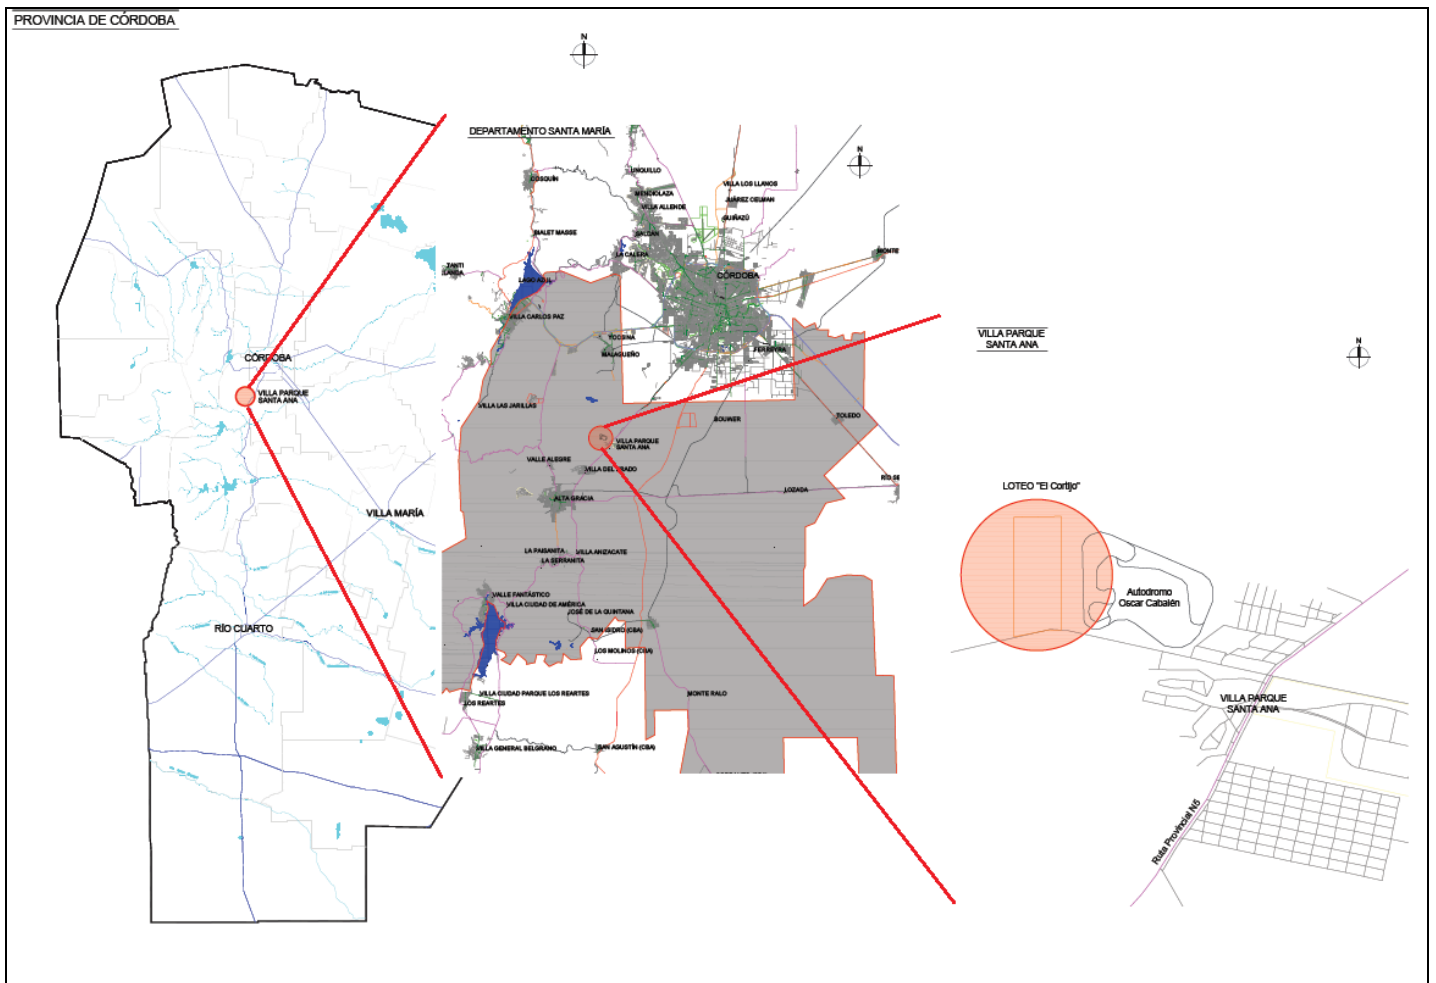 PROVINCIA DE CÓRDOBA
N
CÓRDOBA
VILLA PARQUE
SANTA ANA
VILLA MARÍA
RÍO CUARTO
DEPARTAMENTO SANTA MARÍA
N
COSQUÍN
UNQUILLO
MENDIOLAZA
VILLA ALLENDE
VILLA LOS LLANOS
JUÁREZ CELMAN
GUIÑAZÚ
BIALET MASSE
SALDÁN
LA CALERA
MONTE
TANTI
LAGO AZUL
CÓRDOBA
VILLA CARLOS PAZ
YOCSINA
MALAGUEÑO
FERREYRA
VILLA LAS JARILLAS
BOUWER
TOLEDO
VILLA PARQUE
SANTA ANA
VALLE ALEGRE
VILLA DEL PRADO
RIO SE
LOZADA
ALTA GRACIA
LA PAISANITA
VILLA ANIZACATE
LA SERRANITA
VALLE FANTÁSTICO
VILLA CIUDAD DE AMÉRICA
JOSÉ DE LA QUINTANA
SAN ISIDRO (CBA)
LOS MOLINOS (CBA)
VILLA CIUDAD PARQUE LOS REARTES
LOS REARTES
MONTE RALO
VILLA GENERAL BELGRANO
SAN AGUSTÍN (CBA)
VILLA PARQUE
SANTA ANA
N
LOTEO "El Cortijo"
Autodromo
Oscar Cabalén
VILLA PARQUE
SANTA ANA
Ruta Provincial N5